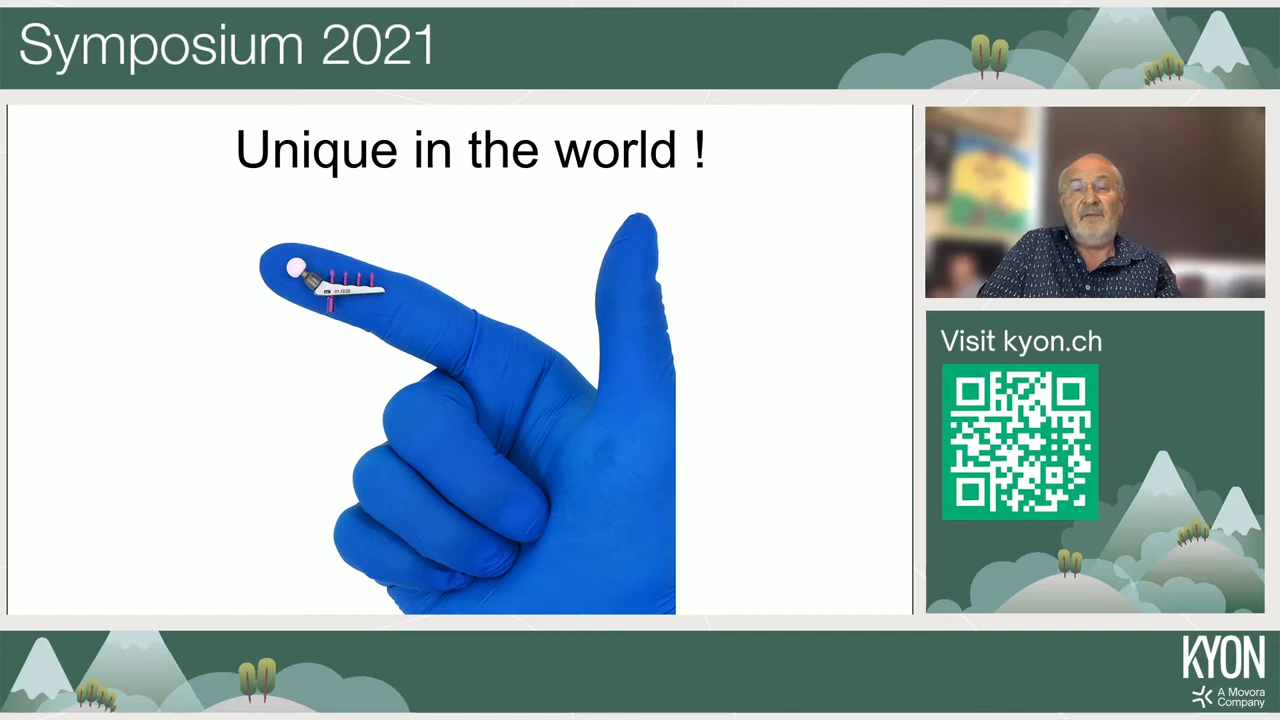 Symposium 2021
Unique in the world !
Visit kyon.ch
KYON
A Movora
Company